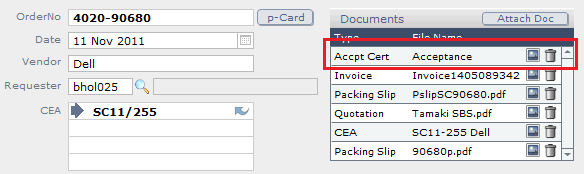 OrderNo 4020-90680 p-Card
Date 11 Nov 2011
Vendor Dell
Requester bhol025
CEA SC11/255
Documents Attach Doc
Type File Name
Accpt Cert Acceptance
Invoice Invoice1405089342
Packing Slip PslipSC90680.pdf
Quotation Tamaki SBS.pdf
CEA SC11-255 Dell
Packing Slip 90680p.pdf